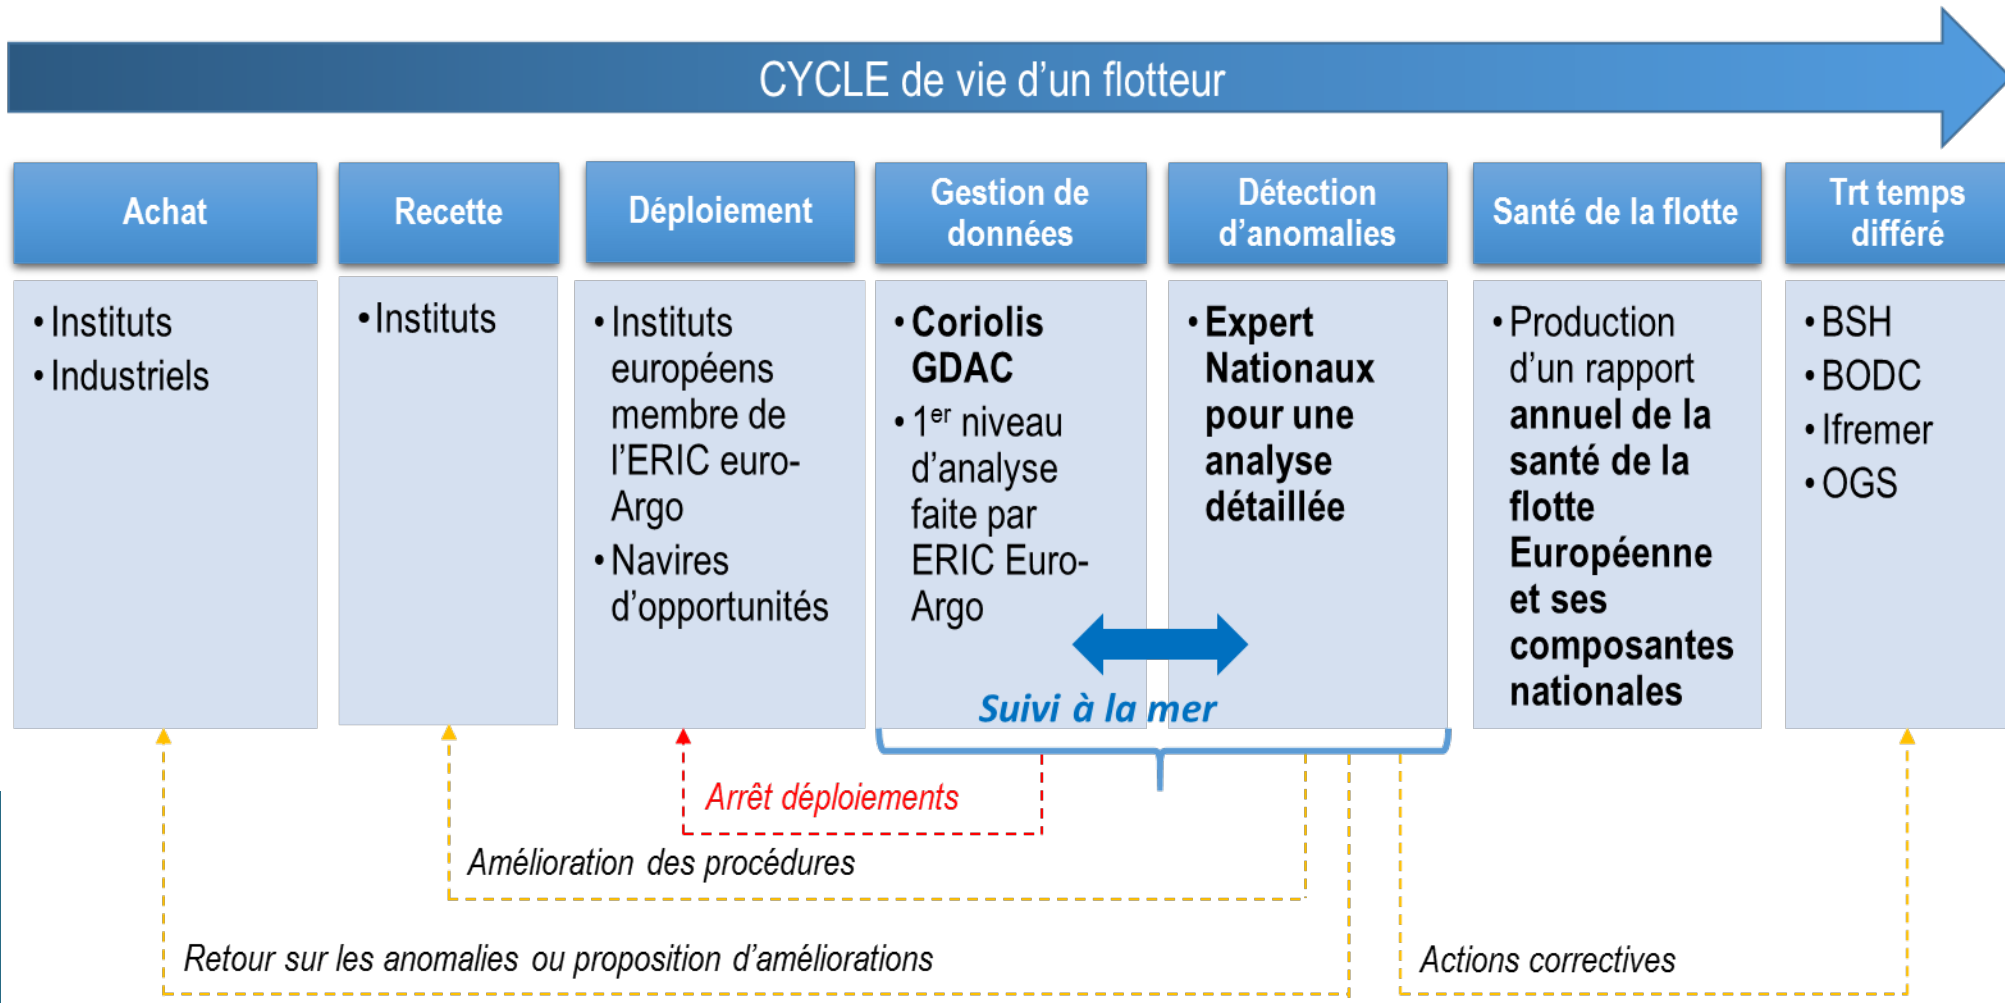 CYCLE de vie d'un flotteur
Achat
• Instituts
• Industriels
Recette
• Instituts
Déploiement
• Instituts
européens
membre de
l'ERIC euro-
Argo
• Navires
d'opportunités
Gestion de
données
• Coriolis
GDAC
• 1er niveau
d'analyse
faite par
ERIC Euro-
Argo
Détection
d'anomalies
• Expert
Nationaux
pour une
analyse
détaillée
Suivi à la mer
Santé de la flotte
• Production
d'un rapport
annuel de la
santé de la
flotte
Européenne
et ses
composantes
nationales
Trt temps
différé
• BSH
• BODC
• Ifremer
• OGS
Arrêt déploiements
Amélioration des procédures
Retour sur les anomalies ou proposition d'améliorations
Actions correctives